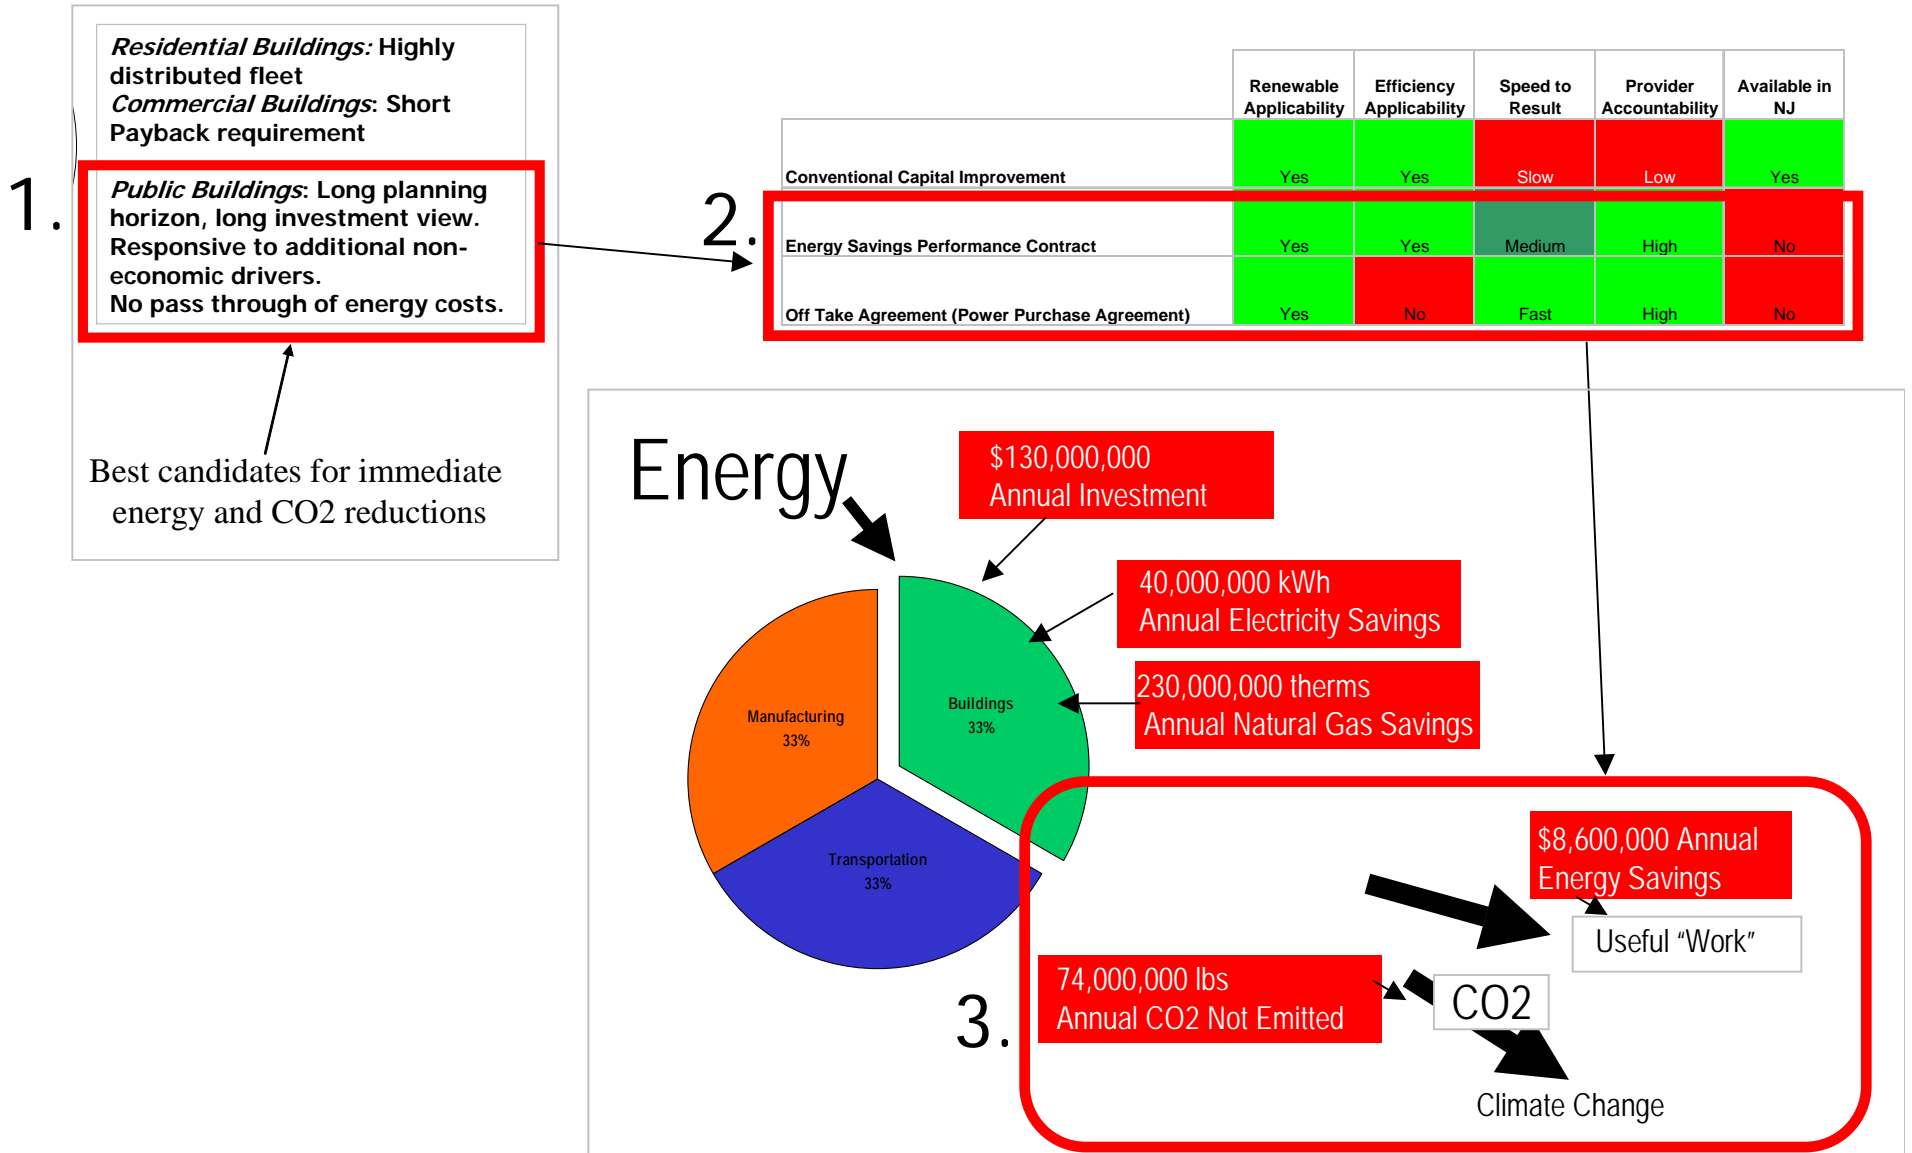 1.
Residential Buildings: Highly
distributed fleet
Commercial Buildings: Short
Payback requirement
Public Buildings: Long planning
horizon, long investment view.
Responsive to additional non-
economic drivers.
No pass through of energy costs.
Best candidates for immediate
energy and CO2 reductions
2.
Renewable Applicability Efficiency Applicability Speed to Result Provider Accountability Available in NJ
Conventional Capital Improvement Yes Yes Slow Low Yes
Energy Savings Performance Contract Yes Yes Medium High No
Off Take Agreement (Power Purchase Agreement) Yes No Fast High No
Energy
$130,000,000
Annual Investment
40,000,000 kWh
Annual Electricity Savings
230,000,000 therms
Annual Natural Gas Savings
Buildings
33%
Manufacturing
33%
Transportation
33%
3.
$8,600,000 Annual
Energy Savings
Useful “Work”
74,000,000 lbs
Annual CO2 Not Emitted
CO2
Climate Change